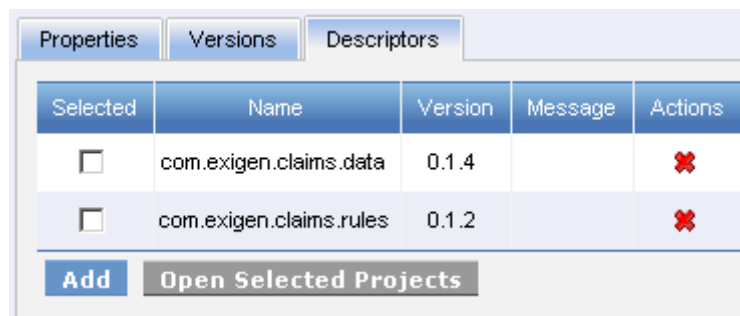 Properties Versions Descriptors
Selected Name Version Message Actions
com.exigen.claims.data 0.1.4
com.exigen.claims.rules 0.1.2
Add Open Selected Projects